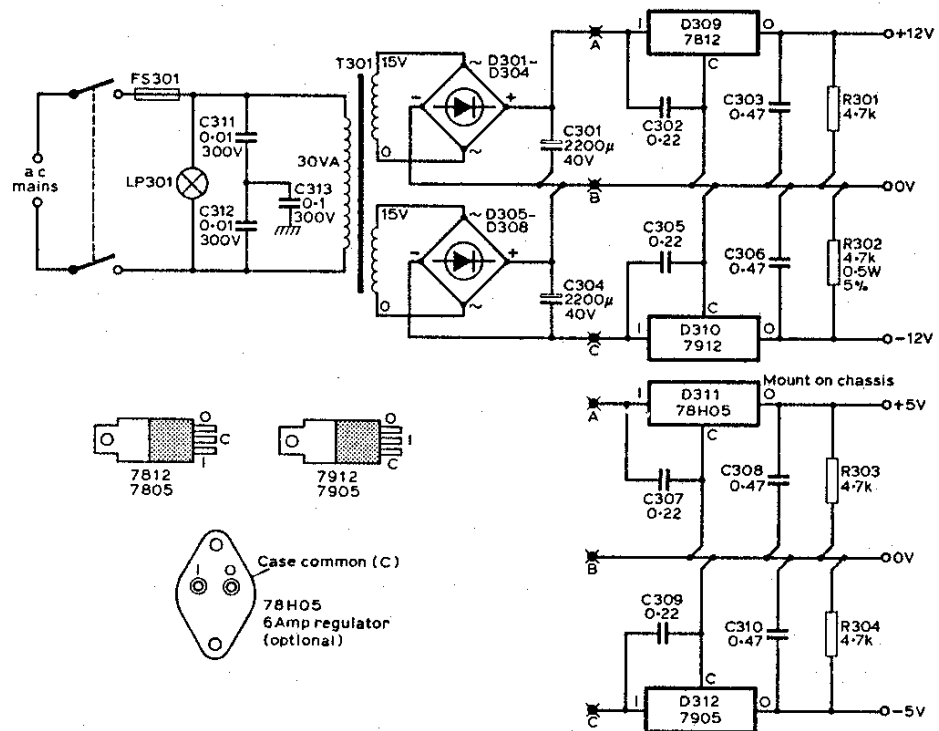 D309
7812
I
O
C
+12V
A
15V
D301–
D304
T301
FS301
C311
0·01
300V
C302
0·22
C303
0·47
R301
4·7k
C301
2200µ
40V
ac
mains
LP301
30VA
C313
0·1
300V
C312
0·01
300V
0
~
~
–
+
B
0V
15V
D305–
D308
C305
0·22
C306
0·47
R302
4·7k
0·5W
5%
C304
2200µ
40V
0
~
~
–
+
C
I
D310
7912
C
O
–12V
Mount on chassis
D311
78H05
I
O
C
+5V
A
C307
0·22
C308
0·47
R303
4·7k
B
0V
C309
0·22
C310
0·47
R304
4·7k
C
I
D312
7905
C
O
–5V
O
C
I
7812
7805
O
I
C
7912
7905
Case common (C)
I
O
78H05
6Amp regulator
(optional)